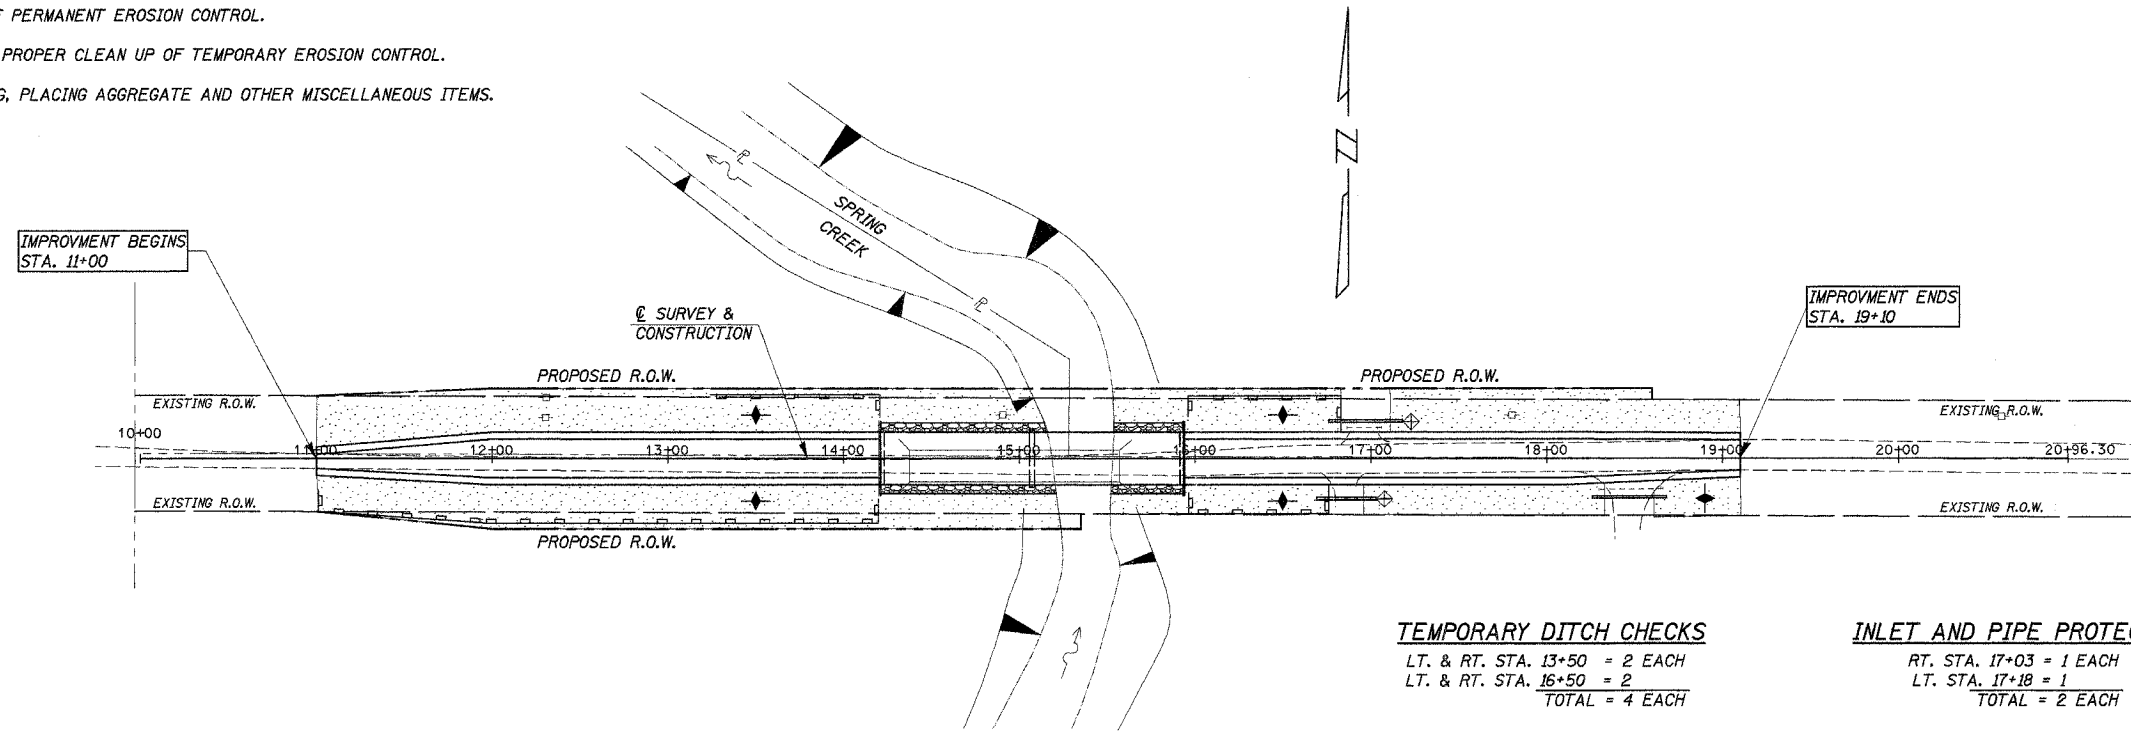 F PERMANENT EROSION CONTROL.
PROPER CLEAN UP OF TEMPORARY EROSION CONTROL.
G, PLACING AGGREGATE AND OTHER MISCELLANEOUS ITEMS.
N
SPRING
CREEK
IMPROVMENT BEGINS
STA. 11+00
℄ SURVEY &
CONSTRUCTION
IMPROVMENT ENDS
STA. 19+10
PROPOSED R.O.W.
PROPOSED R.O.W.
EXISTING R.O.W.
EXISTING R.O.W.
10+00
11+00
12+00
13+00
14+00
15+00
16+00
17+00
18+00
19+00
20+00
20+96.30
EXISTING R.O.W.
EXISTING R.O.W.
PROPOSED R.O.W.
TEMPORARY DITCH CHECKS
LT. & RT. STA. 13+50 = 2 EACH
LT. & RT. STA. 16+50 = 2
TOTAL = 4 EACH
INLET AND PIPE PROTE
RT. STA. 17+03 = 1 EACH
LT. STA. 17+18 = 1
TOTAL = 2 EACH